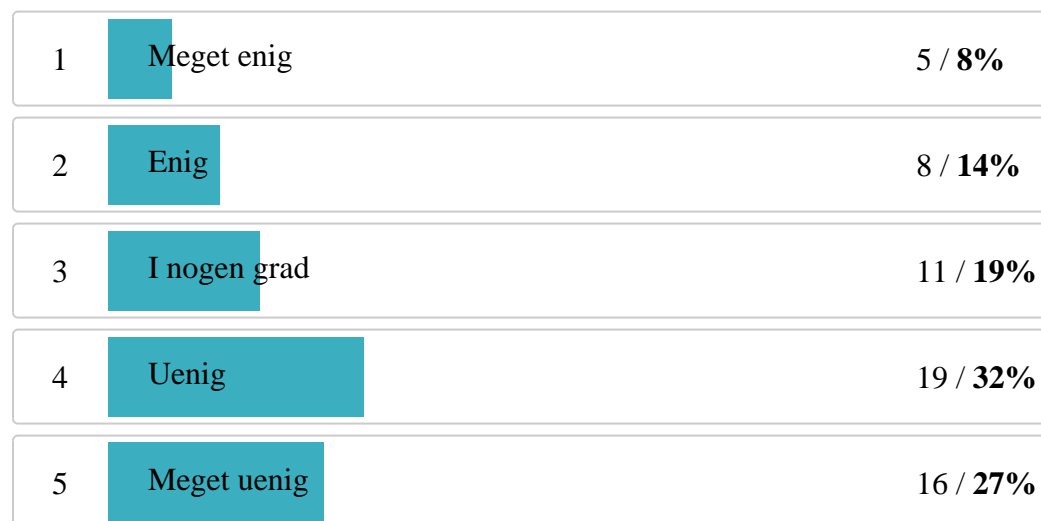 1 Meget enig 5 / 8%
2 Enig 8 / 14%
3 I nogen grad 11 / 19%
4 Uenig 19 / 32%
5 Meget uenig 16 / 27%